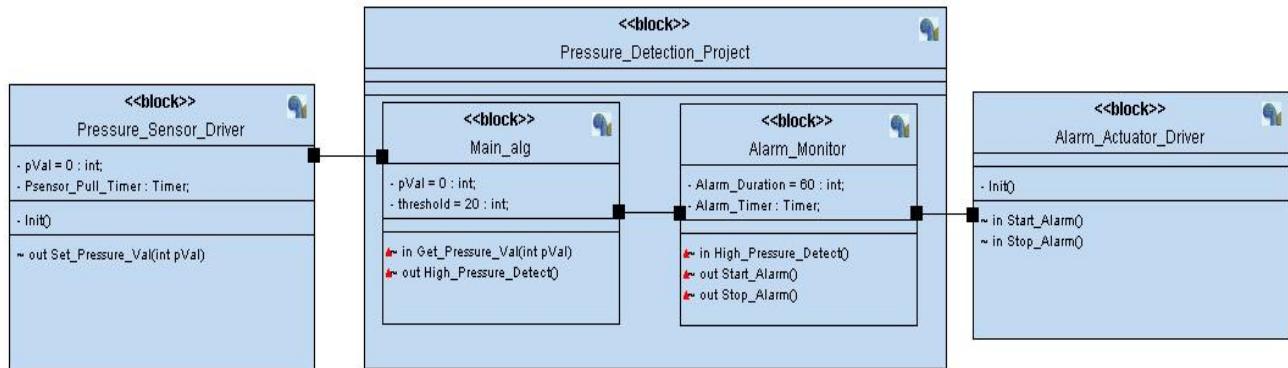 <<block>>
Pressure_Sensor_Driver
- pVal = 0 : int;
- Psensor_Pull_Timer : Timer;
- Init()
~ out Set_Pressure_Val(int pVal)
<<block>>
Pressure_Detection_Project
<<block>>
Main_alg
- pVal = 0 : int;
- threshold = 20 : int;
~ in Get_Pressure_Val(int pVal)
~ out High_Pressure_Detect()
<<block>>
Alarm_Monitor
- Alarm_Duration = 60 : int;
- Alarm_Timer : Timer;
~ in High_Pressure_Detect()
~ out Start_Alarm()
~ out Stop_Alarm()
<<block>>
Alarm_Actuator_Driver
- Init()
~ in Start_Alarm()
~ in Stop_Alarm()